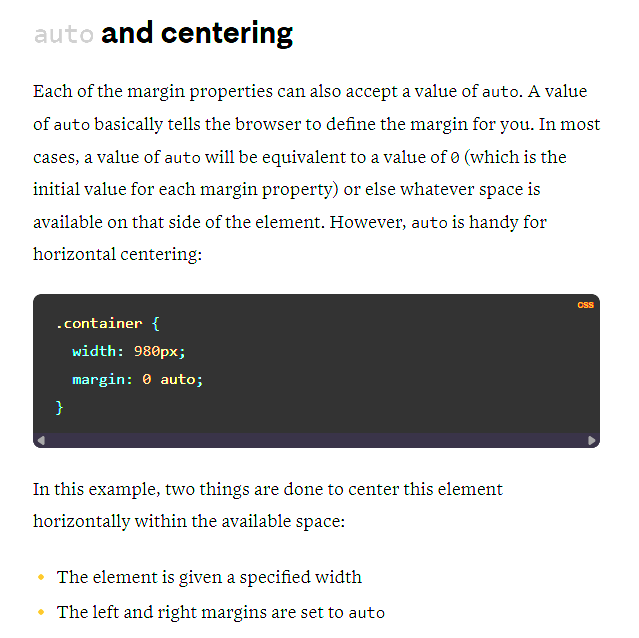 auto and centering
Each of the margin properties can also accept a value of auto. A value
of auto basically tells the browser to define the margin for you. In most
cases, a value of auto will be equivalent to a value of 0 (which is the
initial value for each margin property) or else whatever space is
available on that side of the element. However, auto is handy for
horizontal centering:
CSS
.container {
  width: 980px;
  margin: 0 auto;
}
In this example, two things are done to center this element
horizontally within the available space:
• The element is given a specified width
• The left and right margins are set to auto